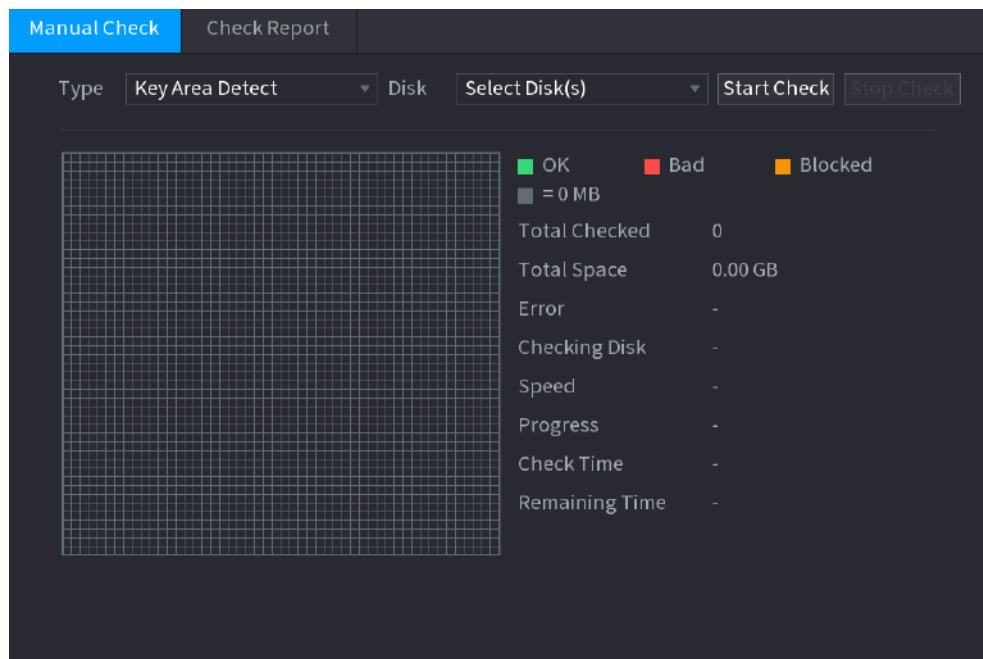 Manual Check Check Report
Type Key Area Detect Disk Select Disk(s) Start Check Stop Check
OK Bad Blocked
= 0 MB
Total Checked 0
Total Space 0.00 GB
Error -
Checking Disk -
Speed -
Progress -
Check Time -
Remaining Time -